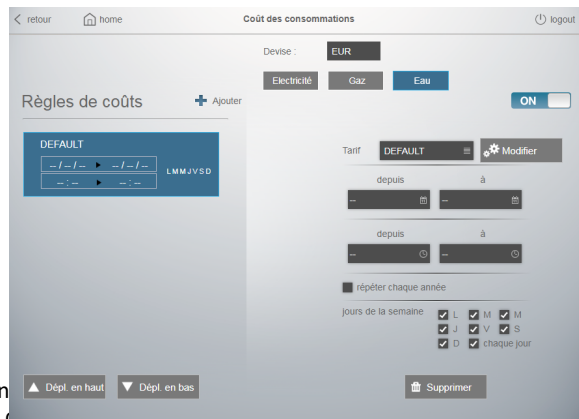 retour home Coût des consommations logout
Devise : EUR
Electricité Gaz Eau
Règles de coûts Ajouter
ON
DEFAULT
-- / -- / -- -- / -- / --
-- : -- -- : --
LMMJVSD
Tarif DEFAULT Modifier
depuis à
-- --
depuis à
-- --
répéter chaque année
jours de la semaine L M M
J V S
D chaque jour
Dépl. en haut Dépl. en bas Supprimer